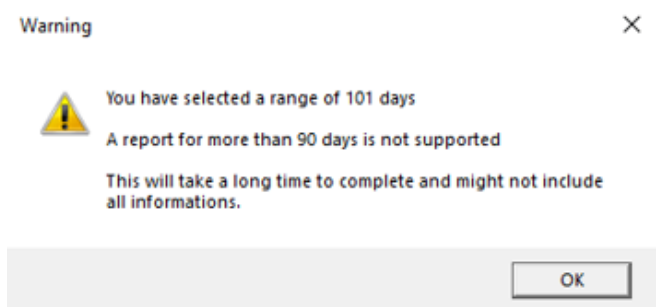 Warning
You have selected a range of 101 days
A report for more than 90 days is not supported
This will take a long time to complete and might not include
all informations.
OK